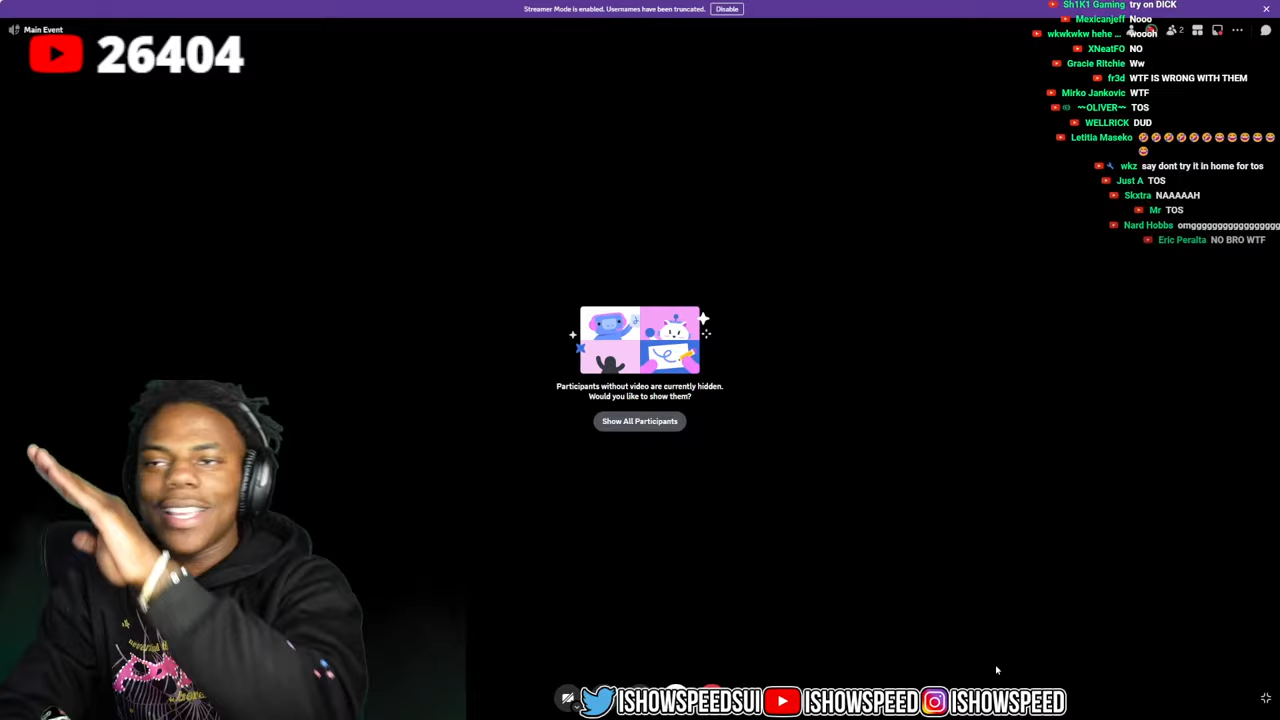 Streamer Mode is enabled. Usernames have been truncated. Disable
Main Event
26404
2
Sh1K1 Gaming try on DICK
Mexicanjeff Nooo
wkwkwkw hehe ... woooh
XNeatFO NO
Gracie Ritchie Ww
fr3d WTF IS WRONG WITH THEM
Mirko Jankovic WTF
~~OLIVER~~ TOS
WELLRICK DUD
Letitia Maseko 🤣🤣🤣🤣🤣🤣😂😂😂😂😂
😂
wkz say dont try it in home for tos
Just A TOS
Skxtra NAAAAAH
Mr TOS
Nard Hobbs omgggggggggggggggggg
Eric Peralta NO BRO WTF
Participants without video are currently hidden.
Would you like to show them?
Show All Participants
ISHOWSPEEDSUI ISHOWSPEED ISHOWSPEED